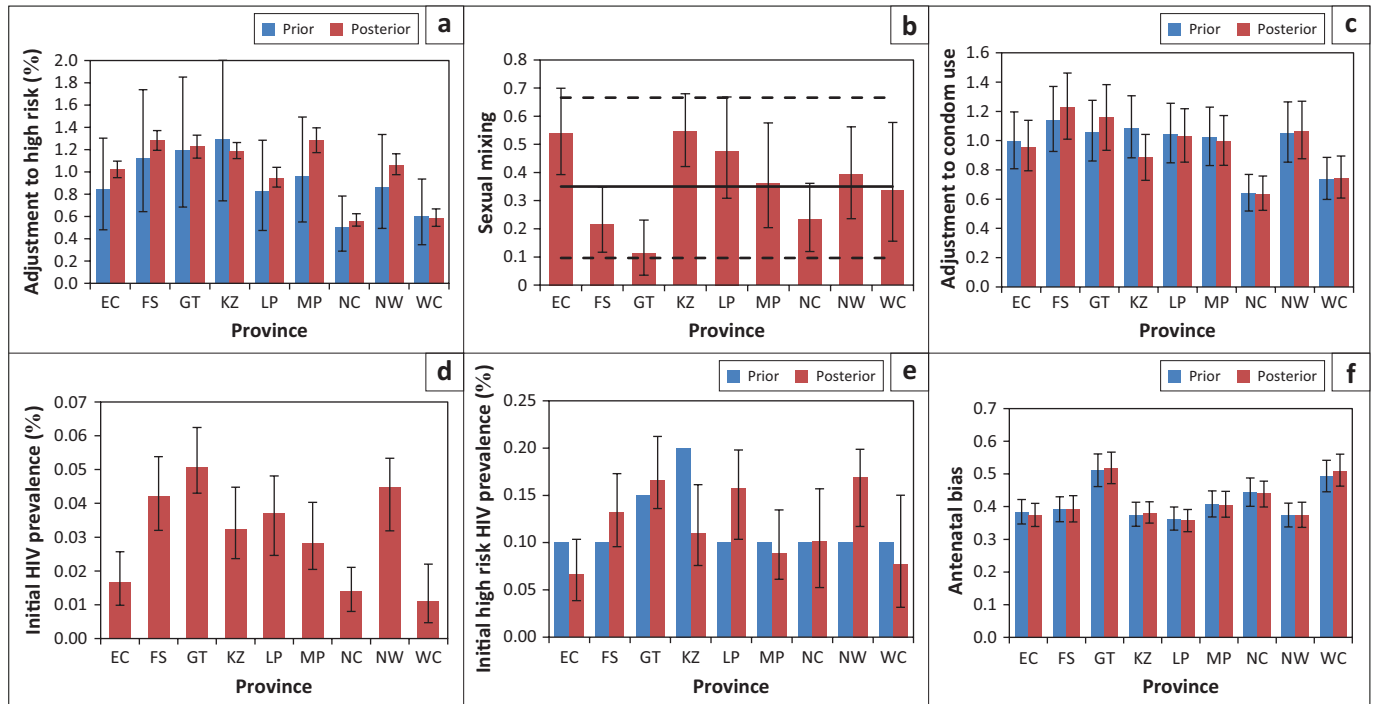 Prior Posterior a
Adjustment to high risk (%)
2.0
1.8
1.6
1.4
1.2
1.0
0.8
0.6
0.4
0.2
0.0
EC FS GT KZ LP MP NC NW WC
Province
b
Sexual mixing
0.8
0.7
0.6
0.5
0.4
0.3
0.2
0.1
0
EC FS GT KZ LP MP NC NW WC
Province
Prior Posterior c
Adjustment to condom use
1.6
1.4
1.2
1.0
0.8
0.6
0.4
0.2
0.0
EC FS GT KZ LP MP NC NW WC
Province
d
Initial HIV prevalence (%)
0.07
0.06
0.05
0.04
0.03
0.02
0.01
0.00
EC FS GT KZ LP MP NC NW WC
Province
Prior Posterior e
Initial high risk HIV prevalence (%)
0.25
0.20
0.15
0.10
0.05
0.00
EC FS GT KZ LP MP NC NW WC
Province
Prior Posterior f
Antenatal bias
0.7
0.6
0.5
0.4
0.3
0.2
0.1
0.0
EC FS GT KZ LP MP NC NW WC
Province